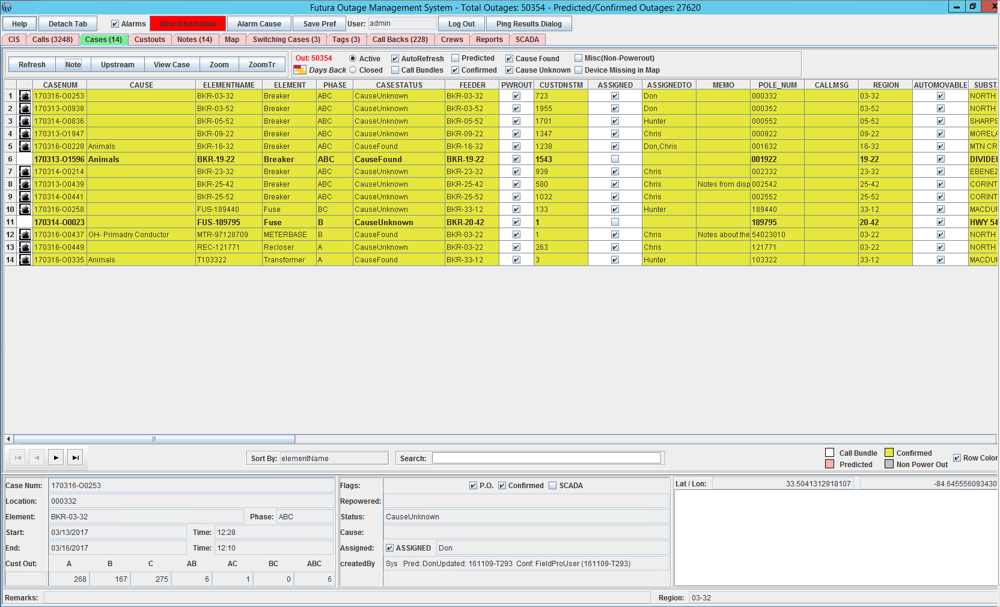 Futura Outage Management System - Total Outages: 50354 - Predicted/Confirmed Outages: 27620
Help Detach Tab Alarms New Information Alarm Cause Save Pref User: admin Log Out Ping Results Dialog
CIS Calls (3248) Cases (14) Custouts Notes (14) Map Switching Cases (3) Tags (3) Call Backs (228) Crews Reports SCADA
Refresh Note Upstream View Case Zoom ZoomTr
Out: 50354 Active AutoRefresh Predicted Cause Found Misc(Non-Powerout)
Days Back Closed Call Bundles Confirmed Cause Unknown Device Missing in Map
CASENUM CAUSE ELEMENTNAME ELEMENT PHASE CASESTATUS FEEDER PWROUT CUSTDNSTM ASSIGNED ASSIGNEDTO MEMO POLE_NUM CALLMSG REGION AUTOMOVABLE SUBST
1 170316-O0253 BKR-03-32 Breaker ABC CauseUnknown BKR-03-32 723 Don 000332 03-32 NORTH
2 170313-O0938 BKR-03-52 Breaker ABC CauseUnknown BKR-03-52 1955 Don 000352 03-52 NORTH
3 170314-O0836 BKR-05-52 Breaker ABC CauseUnknown BKR-05-52 1701 Hunter 000552 05-52 SHARPS
4 170313-O1947 BKR-09-22 Breaker ABC CauseUnknown BKR-09-22 1347 Chris 000922 09-22 MORELA
5 170316-O0228 Animals BKR-16-32 Breaker ABC CauseFound BKR-16-32 1238 Don,Chris 001632 16-32 MTN CR
6 170313-O1596 Animals BKR-19-22 Breaker ABC CauseFound BKR-19-22 1543 001922 19-22 DIVIDE
7 170314-O0214 BKR-23-32 Breaker ABC CauseUnknown BKR-23-32 939 Chris 002332 23-32 EBENEZ
8 170313-O0439 BKR-25-42 Breaker ABC CauseUnknown BKR-25-42 580 Chris Notes from disp 002542 25-42 CORINT
9 170314-O0441 BKR-25-52 Breaker ABC CauseUnknown BKR-25-52 1032 Chris 002552 25-52 CORINT
10 170316-O0258 FUS-189440 Fuse BC CauseUnknown BKR-33-12 133 Hunter 189440 33-12 MACDU
11 170314-O0023 FUS-189795 Fuse B CauseUnknown BKR-20-42 1 189795 20-42 HWY 54
12 170316-O0437 OH- Primadry Conductor MTR-97128709 METERBASE B CauseFound BKR-03-22 1 Chris Notes about the 54023010 03-22 NORTH
13 170316-O0449 REC-121771 Recloser A CauseUnknown BKR-03-22 263 Chris 121771 03-22 NORTH
14 170316-O0335 Animals T103322 Transformer A CauseFound BKR-33-12 3 Hunter 103322 33-12 MACDU
Sort By: elementName Search:
Call Bundle Confirmed Row Color
Predicted Non Power Out
Case Num: 170316-O0253 Flags: P.O. Confirmed SCADA Lat / Lon: 33.5041312918107 -84.645556093430
Location: 000332 Repowered:
Element: BKR-03-32 Phase: ABC Status: CauseUnknown
Start: 03/13/2017 Time: 12:28 Cause:
End: 03/16/2017 Time: 12:10 Assigned: ASSIGNED Don
Cust Out: A B C AB AC BC ABC createdBy Sys Pred: DonUpdated: 161109-T293 Conf: FieldProUser (161109-T293)
268 167 275 6 1 0 6
Remarks: Region: 03-32